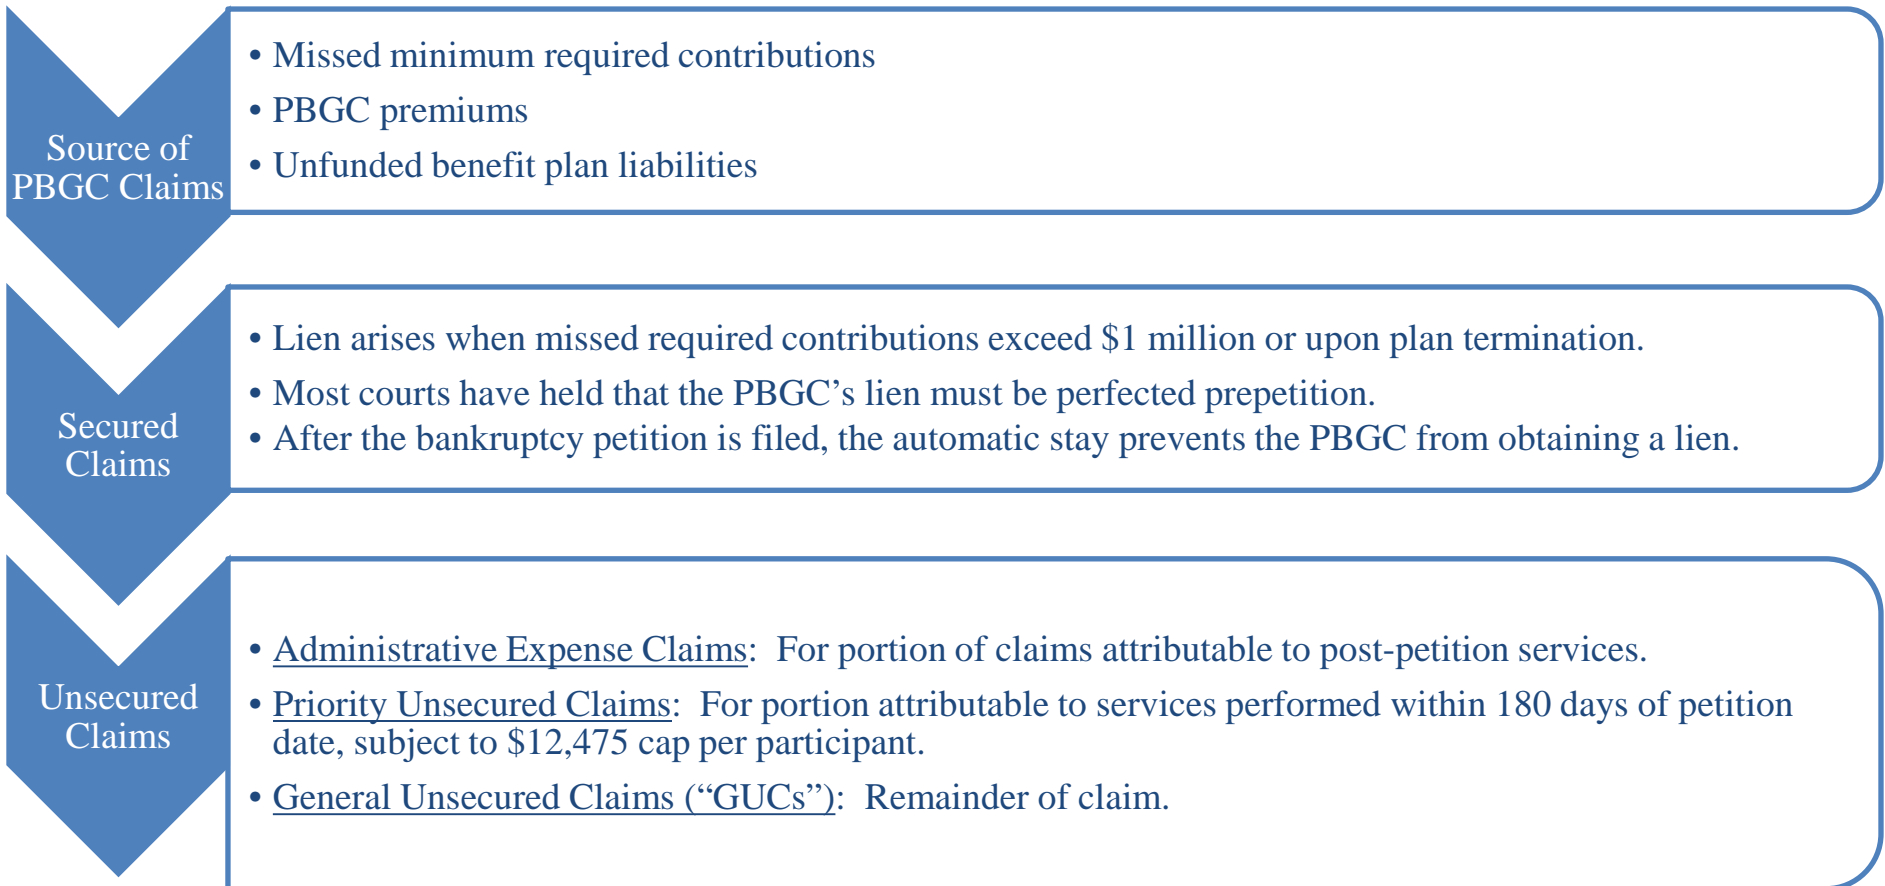 Source of
PBGC Claims
• Missed minimum required contributions
• PBGC premiums
• Unfunded benefit plan liabilities
Secured
Claims
• Lien arises when missed required contributions exceed $1 million or upon plan termination.
• Most courts have held that the PBGC’s lien must be perfected prepetition.
• After the bankruptcy petition is filed, the automatic stay prevents the PBGC from obtaining a lien.
Unsecured
Claims
• Administrative Expense Claims:  For portion of claims attributable to post-petition services.
• Priority Unsecured Claims:  For portion attributable to services performed within 180 days of petition
date, subject to $12,475 cap per participant.
• General Unsecured Claims (“GUCs”):  Remainder of claim.